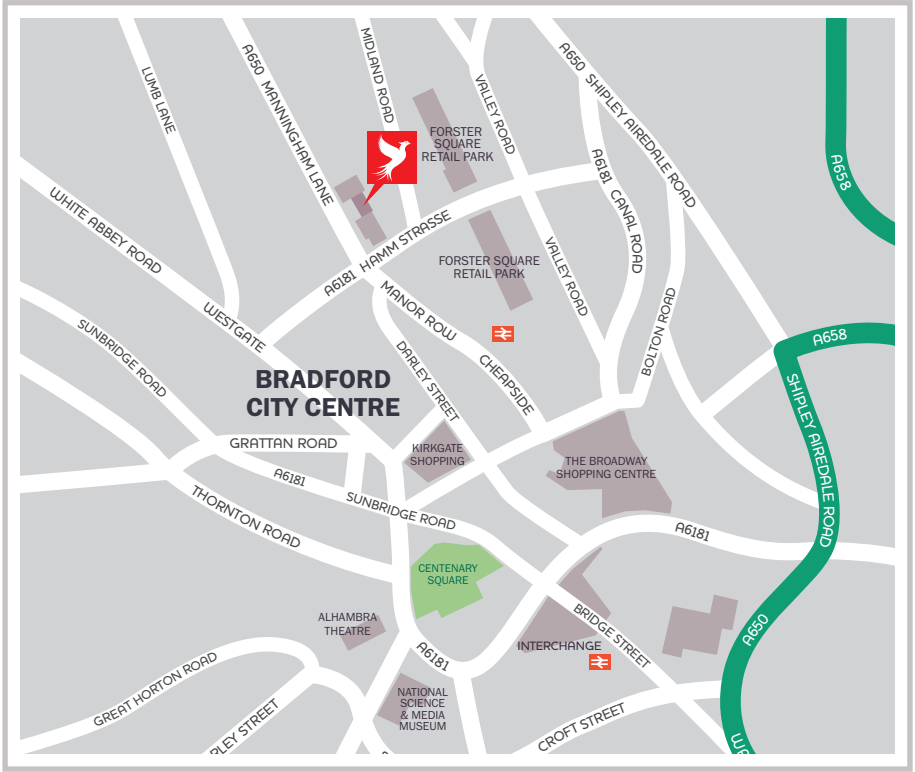 LUMB LANE
A650 MANNINGHAM LANE
MIDLAND ROAD
VALLEY ROAD
A650 SHIPLEY AIREDALE ROAD
A658
FORSTER
SQUARE
RETAIL PARK
A6181 CANAL ROAD
WHITE ABBEY ROAD
A6181 HAMM STRASSE
FORSTER SQUARE
RETAIL PARK
VALLEY ROAD
MANOR ROW
WESTGATE
BOLTON ROAD
SUNBRIDGE ROAD
A658
DARLEY STREET
CHEAPSIDE
BRADFORD
CITY CENTRE
SHIPLEY AIREDALE ROAD
GRATTAN ROAD
KIRKGATE
SHOPPING
THE BROADWAY
SHOPPING CENTRE
A6181
SUNBRIDGE ROAD
THORNTON ROAD
A6181
CENTENARY
SQUARE
ALHAMBRA
THEATRE
BRIDGE STREET
A650
INTERCHANGE
A6181
GREAT HORTON ROAD
NATIONAL
SCIENCE
& MEDIA
MUSEUM
RLEY STREET
CROFT STREET